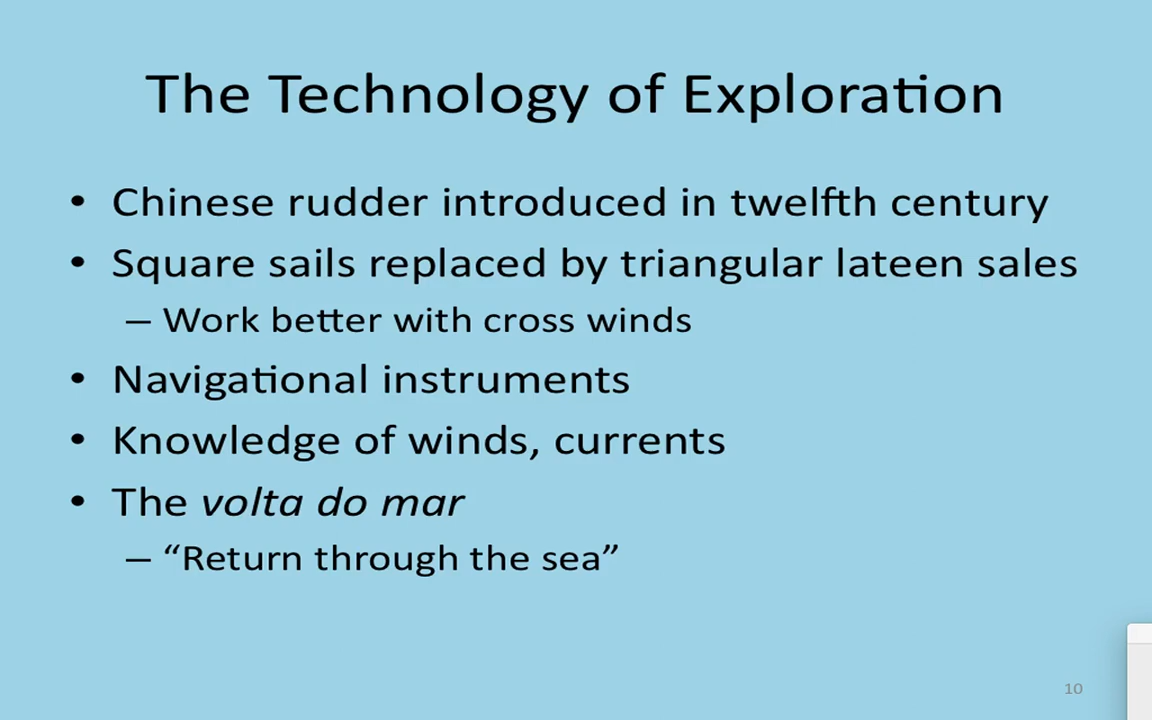 The Technology of Exploration
• Chinese rudder introduced in twelfth century
• Square sails replaced by triangular lateen sales
– Work better with cross winds
• Navigational instruments
• Knowledge of winds, currents
• The volta do mar
– “Return through the sea”
10